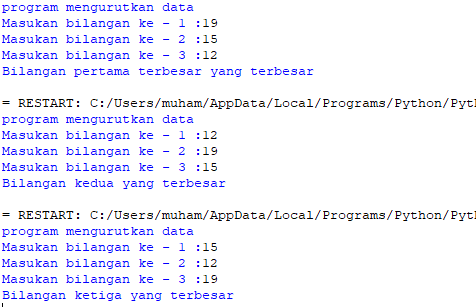 program mengurutkan data
Masukan bilangan ke - 1 :19
Masukan bilangan ke - 2 :15
Masukan bilangan ke - 3 :12
Bilangan pertama terbesar yang terbesar
= RESTART: C:/Users/muham/AppData/Local/Programs/Python/Pyt
program mengurutkan data
Masukan bilangan ke - 1 :12
Masukan bilangan ke - 2 :19
Masukan bilangan ke - 3 :15
Bilangan kedua yang terbesar
= RESTART: C:/Users/muham/AppData/Local/Programs/Python/Pyt
program mengurutkan data
Masukan bilangan ke - 1 :15
Masukan bilangan ke - 2 :12
Masukan bilangan ke - 3 :19
Bilangan ketiga yang terbesar